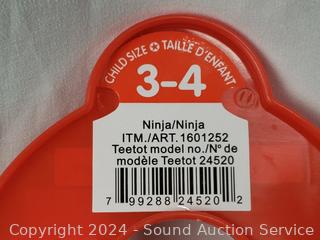 CHILD SIZE ✪ TAILLE D'ENFANT
3-4
Ninja/Ninja
ITM./ART.1601252
Teetot model no./Nº de
modèle Teetot 24520
7 99288 24520 2
Copyright 2024 - Sound Auction Service